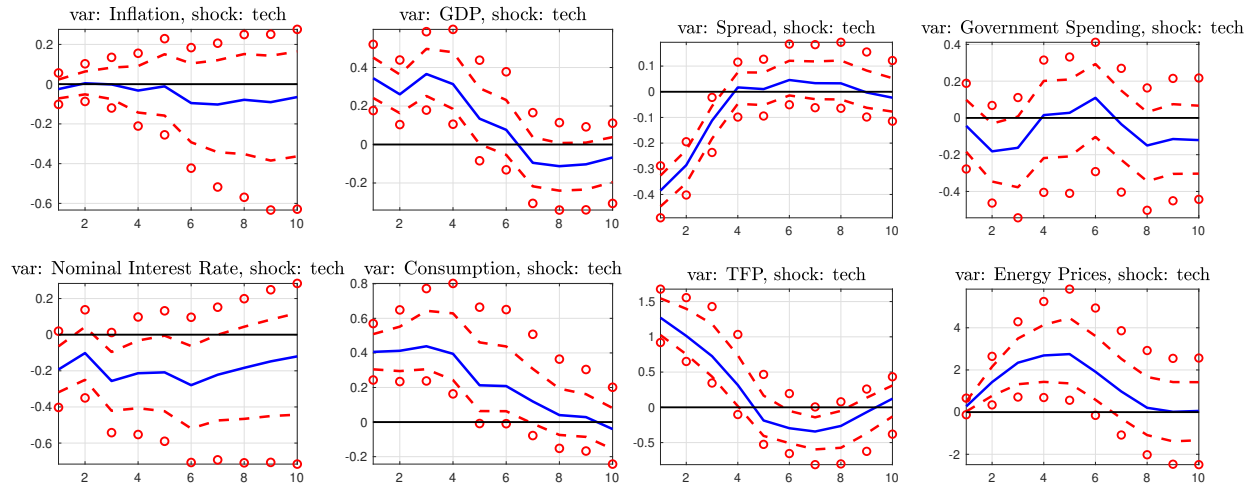 var: Inflation, shock: tech
0.2
0
-0.2
-0.4
-0.6
2 4 6 8 10
var: GDP, shock: tech
0.4
0.2
0
-0.2
2 4 6 8 10
var: Spread, shock: tech
0.1
0
-0.1
-0.2
-0.3
-0.4
2 4 6 8 10
var: Government Spending, shock: tech
0.4
0.2
0
-0.2
-0.4
2 4 6 8 10
var: Nominal Interest Rate, shock: tech
0.2
0
-0.2
-0.4
-0.6
2 4 6 8 10
var: Consumption, shock: tech
0.8
0.6
0.4
0.2
0
-0.2
2 4 6 8 10
var: TFP, shock: tech
1.5
1
0.5
0
-0.5
2 4 6 8 10
var: Energy Prices, shock: tech
4
2
0
-2
2 4 6 8 10